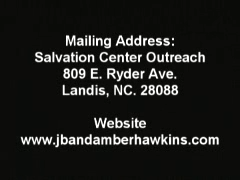 Mailing Address:
Salvation Center Outreach
809 E. Ryder Ave.
Landis, NC. 28088
Website
www.jbandamberhawkins.com